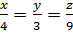 x/4 = y/3 = z/9